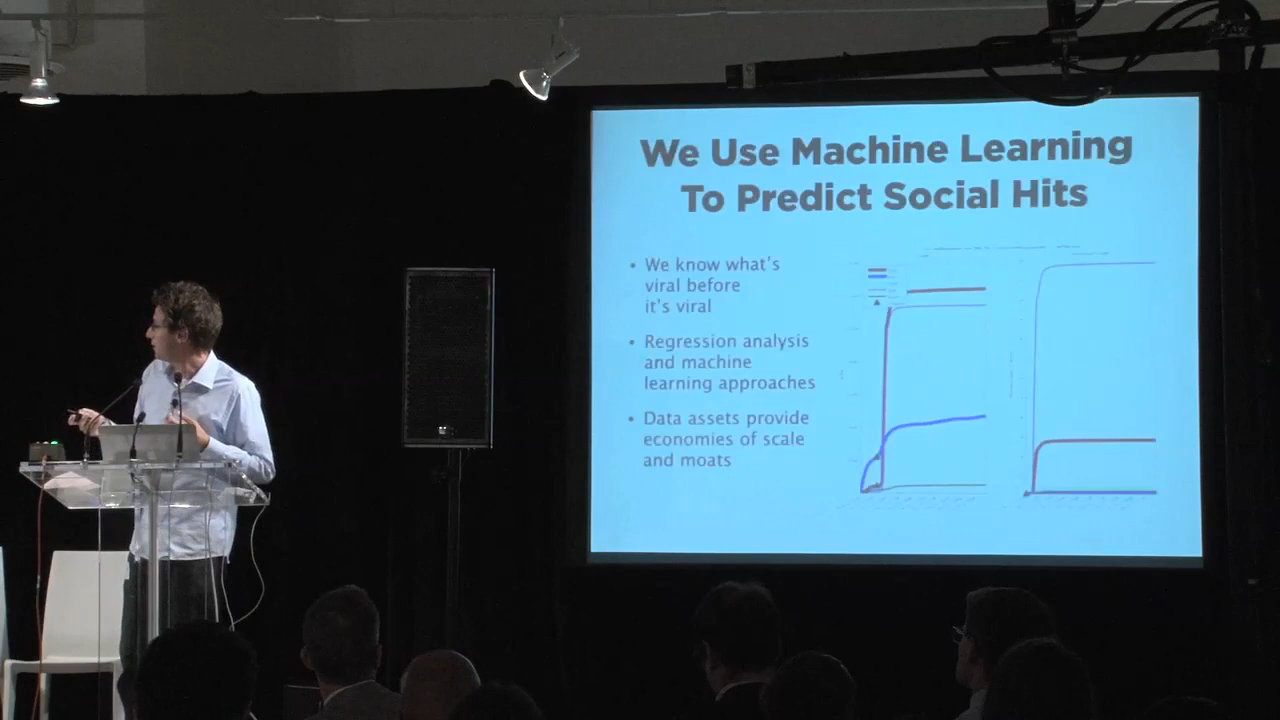 We Use Machine Learning
To Predict Social Hits
• We know what's
viral before
it's viral
• Regression analysis
and machine
learning approaches
• Data assets provide
economies of scale
and moats